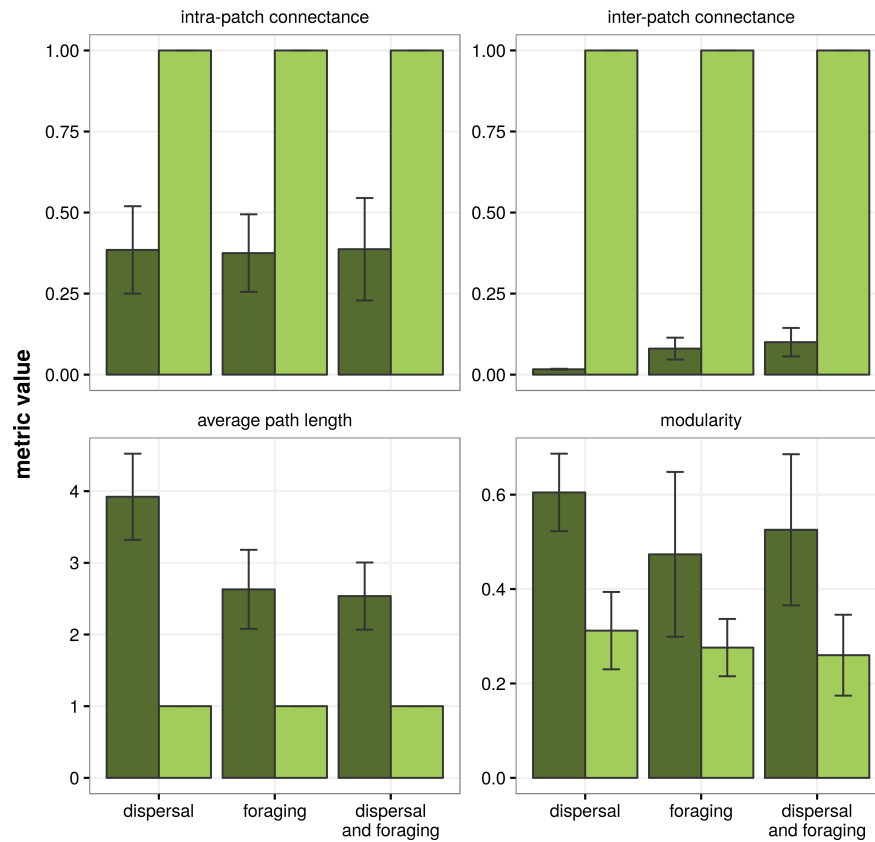 intra-patch connectance
inter-patch connectance
1.00
0.75
0.50
0.25
0.00
1.00
0.75
0.50
0.25
0.00
metric value
average path length
modularity
4
3
2
1
0
0.6
0.4
0.2
0.0
dispersal
foraging
dispersal
and foraging
dispersal
foraging
dispersal
and foraging